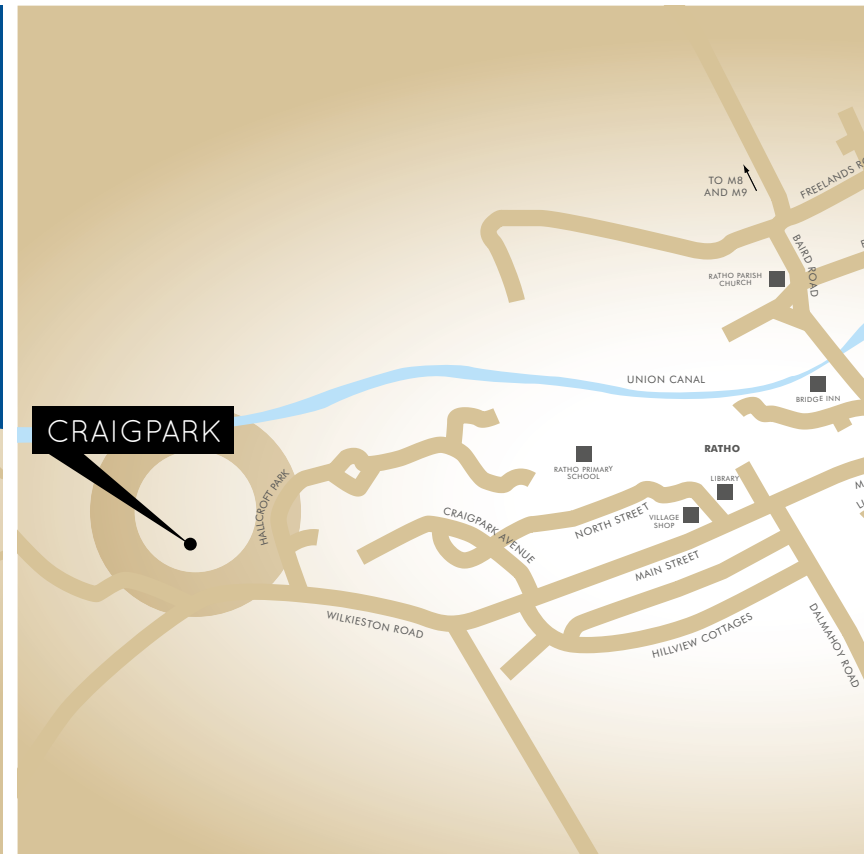 TO M8
AND M9
FREELANDS
BAIRD ROAD
RATHO PARISH
CHURCH
UNION CANAL
BRIDGE INN
CRAIGPARK
RATHO
RATHO PRIMARY
SCHOOL
LIBRARY
HALLCROFT PARK
CRAIGPARK AVENUE
NORTH STREET
VILLAGE
SHOP
MAIN STREET
WILKIESTON ROAD
HILLVIEW COTTAGES
DALMAHOY ROAD